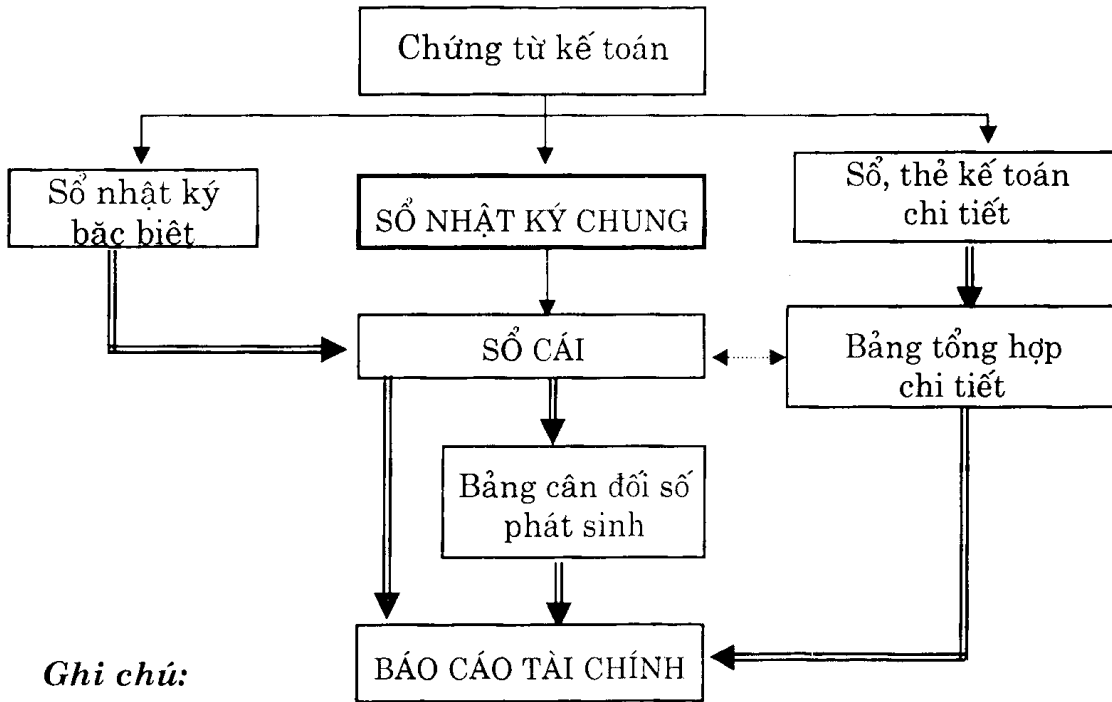 Chứng từ kế toán
Sổ nhật ký
băc biêt
SỔ NHẬT KÝ CHUNG
Sổ, thẻ kế toán
chi tiết
SỔ CÁI
Bảng tổng hợp
chi tiết
Bảng cân đối số
phát sinh
BÁO CÁO TÀI CHÍNH
Ghi chú: